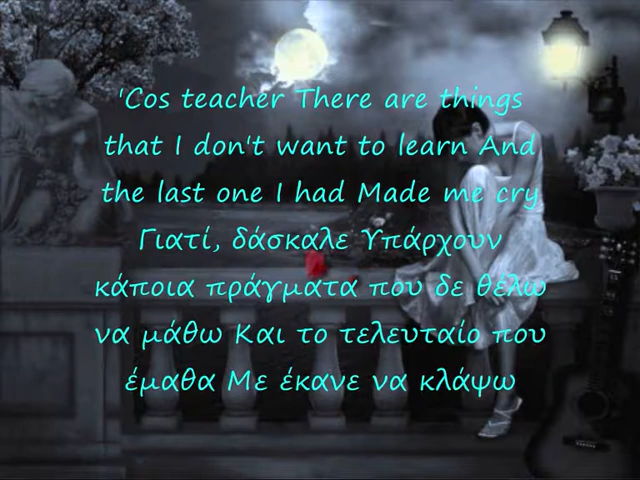 'Cos teacher There are things
that I don't want to learn And
the last one I had Made me cry
Γιατί, δάσκαλε Υπάρχουν
κάποια πράγματα που δε θέλω
να μάθω Και το τελευταίο που
έμαθα Με έκανε να κλάψω